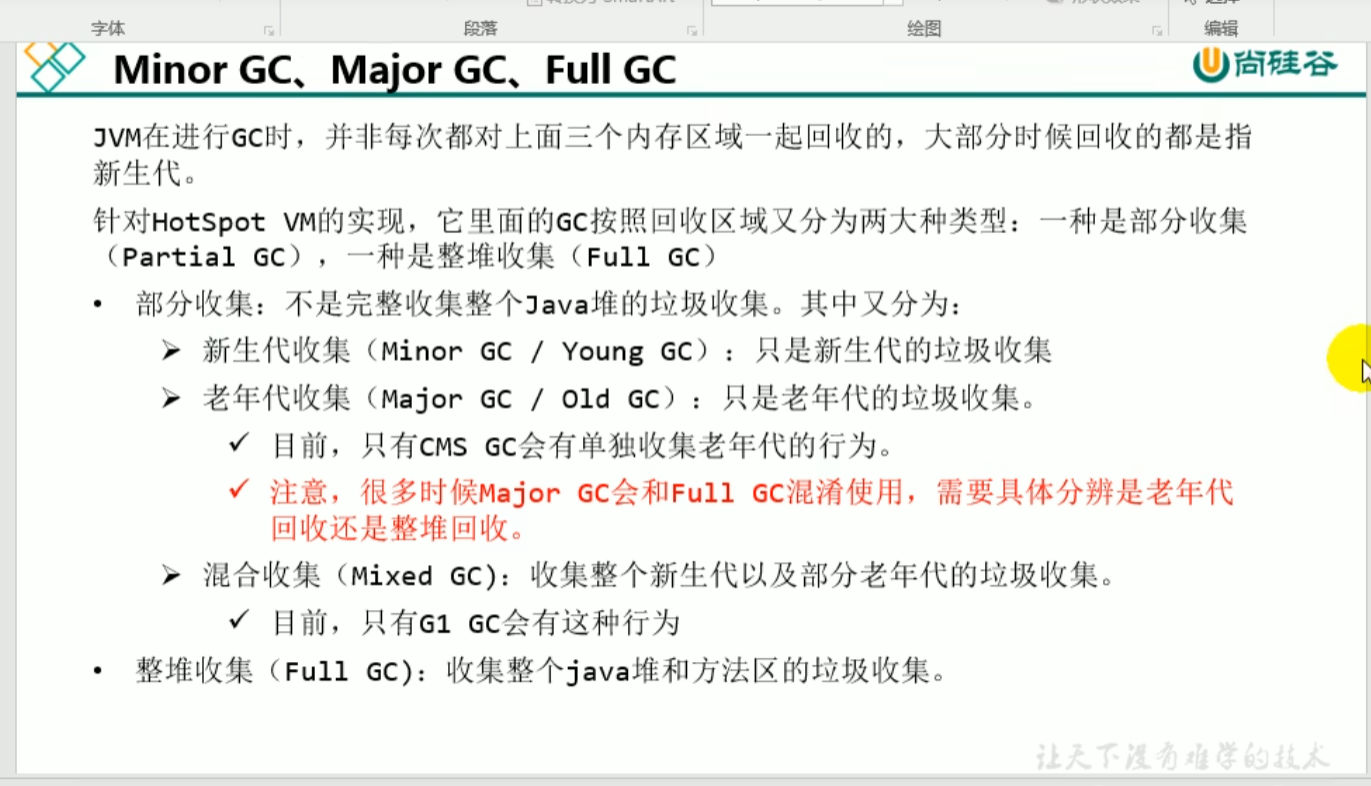 字体
段落
绘图
编辑
Minor GC、Major GC、Full GC
尚硅谷
JVM在进行GC时，并非每次都对上面三个内存区域一起回收的，大部分时候回收的都是指
新生代。
针对HotSpot VM的实现，它里面的GC按照回收区域又分为两大种类型：一种是部分收集
（Partial GC），一种是整堆收集（Full GC）
• 部分收集：不是完整收集整个Java堆的垃圾收集。其中又分为：
➢ 新生代收集（Minor GC / Young GC）：只是新生代的垃圾收集
➢ 老年代收集（Major GC / Old GC）：只是老年代的垃圾收集。
✓ 目前，只有CMS GC会有单独收集老年代的行为。
✓ 注意，很多时候Major GC会和Full GC混淆使用，需要具体分辨是老年代
回收还是整堆回收。
➢ 混合收集（Mixed GC)：收集整个新生代以及部分老年代的垃圾收集。
✓ 目前，只有G1 GC会有这种行为
• 整堆收集（Full GC)：收集整个java堆和方法区的垃圾收集。
让天下没有难学的技术